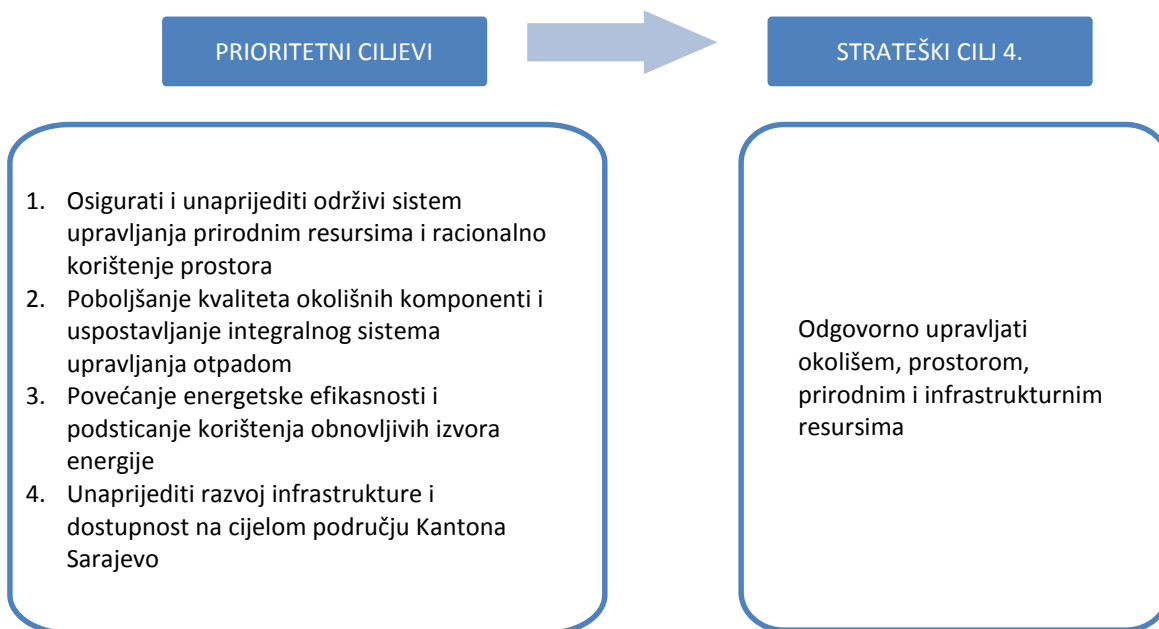 PRIORITETNI CILJEVI
STRATEŠKI CILJ 4.
1. Osigurati i unaprijediti održivi sistem
upravljanja prirodnim resursima i racionalno
korištenje prostora
2. Poboljšanje kvaliteta okolišnih komponenti i
uspostavljanje integralnog sistema
upravljanja otpadom
3. Povećanje energetske efikasnosti i
podsticanje korištenja obnovljivih izvora
energije
4. Unaprijediti razvoj infrastrukture i
dostupnost na cijelom području Kantona
Sarajevo
Odgovorno upravljati
okolišem, prostorom,
prirodnim i infrastrukturnim
resursima